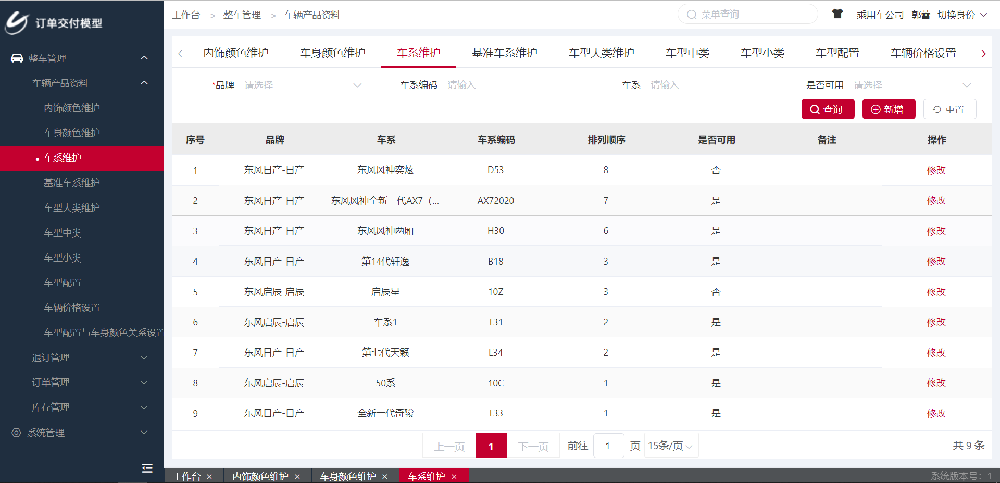 订单交付模型
工作台 > 整车管理 > 车辆产品资料
菜单查询
乘用车公司 郭蕾 切换身份
整车管理
车辆产品资料
内饰颜色维护
车身颜色维护
车系维护
基准车系维护
车型大类维护
车型中类
车型小类
车型配置
车辆价格设置
车型配置与车身颜色关系设置
退订管理
订单管理
库存管理
系统管理
内饰颜色维护 车身颜色维护 车系维护 基准车系维护 车型大类维护 车型中类 车型小类 车型配置 车辆价格设置
*品牌 请选择 车系编码 请输入 车系 请输入 是否可用 请选择
查询 新增 重置
序号 品牌 车系 车系编码 排列顺序 是否可用 备注 操作
1 东风日产-日产 东风风神奕炫 D53 8 否 修改
2 东风日产-日产 东风风神全新一代AX7（... AX72020 7 是 修改
3 东风日产-日产 东风风神两厢 H30 6 是 修改
4 东风日产-日产 第14代轩逸 B18 3 是 修改
5 东风启辰-启辰 启辰星 10Z 3 否 修改
6 东风启辰-启辰 车系1 T31 2 是 修改
7 东风日产-日产 第七代天籁 L34 2 是 修改
8 东风启辰-启辰 50系 10C 1 是 修改
9 东风日产-日产 全新一代奇骏 T33 1 是 修改
上一页 1 下一页 前往 1 页 15条/页
共 9 条
工作台 × 内饰颜色维护 × 车身颜色维护 × 车系维护 ×
系统版本号：1